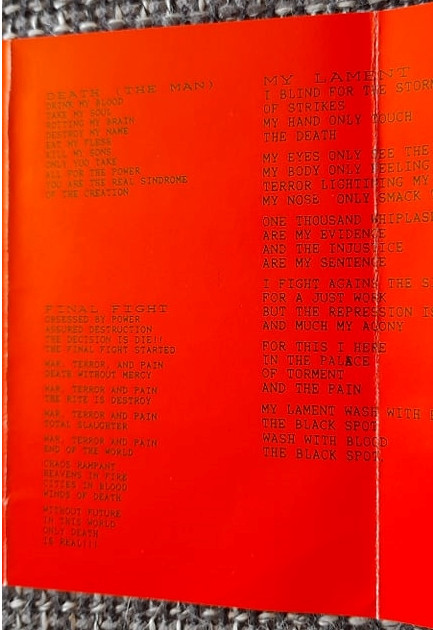 DEATH (THE MAN)
DRINK MY BLOOD
TAKE MY SOUL
ROTTING MY BRAIN
DESTROY MY NAME
EAT MY FLESH
KILL MY SONS
ONLY YOU TAKE
ALL FOR THE POWER
YOU ARE THE REAL SINDROME
OF THE CREATION
FINAL FIGHT
OBSESSED BY POWER
ASSURED DESTRUCTION
THE DECISION IS DIE!!
THE FINAL FIGHT STARTED
WAR, TERROR, AND PAIN
DEATH WITHOUT MERCY
WAR, TERROR AND PAIN
THE RITE IS DESTROY
WAR, TERROR AND PAIN
TOTAL SLAUGHTER
WAR, TERROR AND PAIN
END OF THE WORLD
CHAOS RAMPANT
HEAVENS IN FIRE
CITIES IN BLOOD
WINDS OF DEATH
WITHOUT FUTURE
IN THIS WORLD
ONLY DEATH
IS REAL!!!
MY LAMENT
I BLIND FOR THE STORM
OF STRIKES
MY HAND ONLY TOUCH
THE DEATH
MY EYES ONLY SEE THE
MY BODY ONLY FEELING
TERROR LIGHTING MY
MY NOSE ONLY SMACK
ONE THOUSAND WHIPLASH
ARE MY EVIDENCE
AND THE INJUSTICE
ARE MY SENTENCE
I FIGHT AGAINS THE S
FOR A JUST WORK
BUT THE REPRESSION IS
AND MUCH MY AGONY
FOR THIS I HERE
IN THE PALACE
OF TORMENT
AND THE PAIN
MY LAMENT WASH WITH
THE BLACK SPOT
WASH WITH BLOOD
THE BLACK SPOT